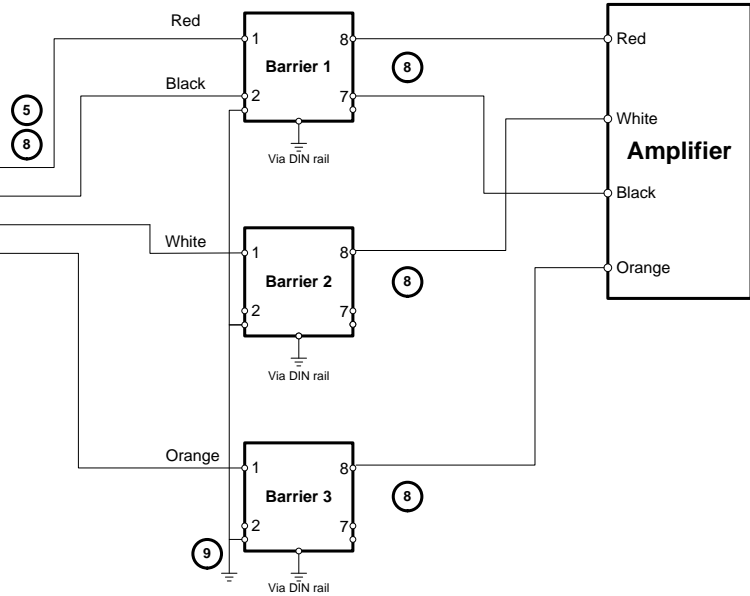 Red
1
8
Barrier 1
8
Red
Black
2
7
5
8
White
Via DIN rail
Amplifier
Black
White
1
8
Barrier 2
8
Orange
2
7
Via DIN rail
Orange
1
8
Barrier 3
8
2
7
9
Via DIN rail